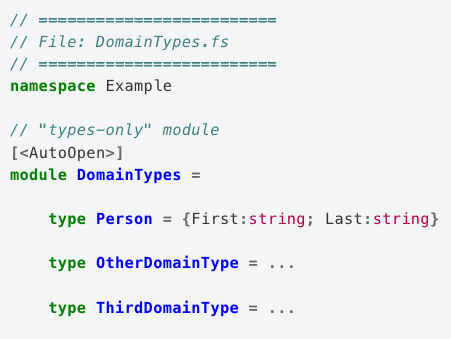 // =========================
// File: DomainTypes.fs
// =========================
namespace Example
// "types-only" module
[<AutoOpen>]
module DomainTypes =
type Person = {First:string; Last:string}
type OtherDomainType = ...
type ThirdDomainType = ...